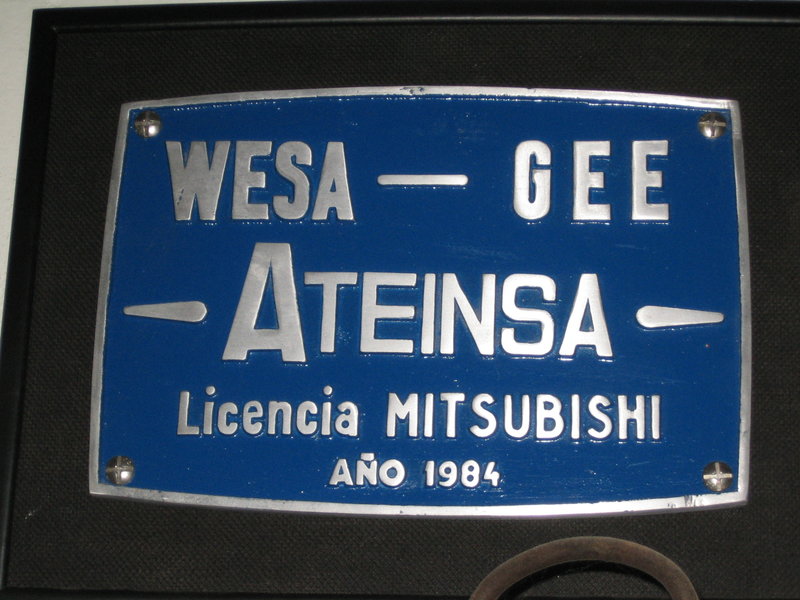 WESA — GEE
ATEINSA
Licencia MITSUBISHI
AÑO 1984